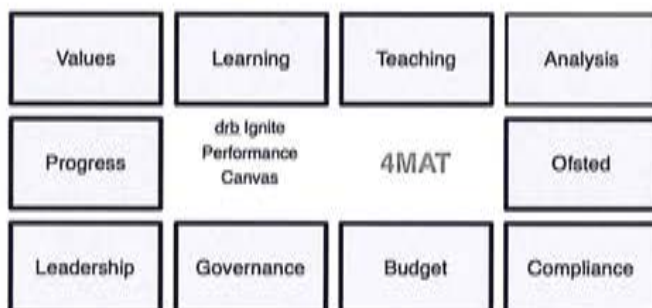 Values
Learning
Teaching
Analysis
Progress
drb Ignite
Performance
Canvas
4MAT
Ofsted
Leadership
Governance
Budget
Compliance